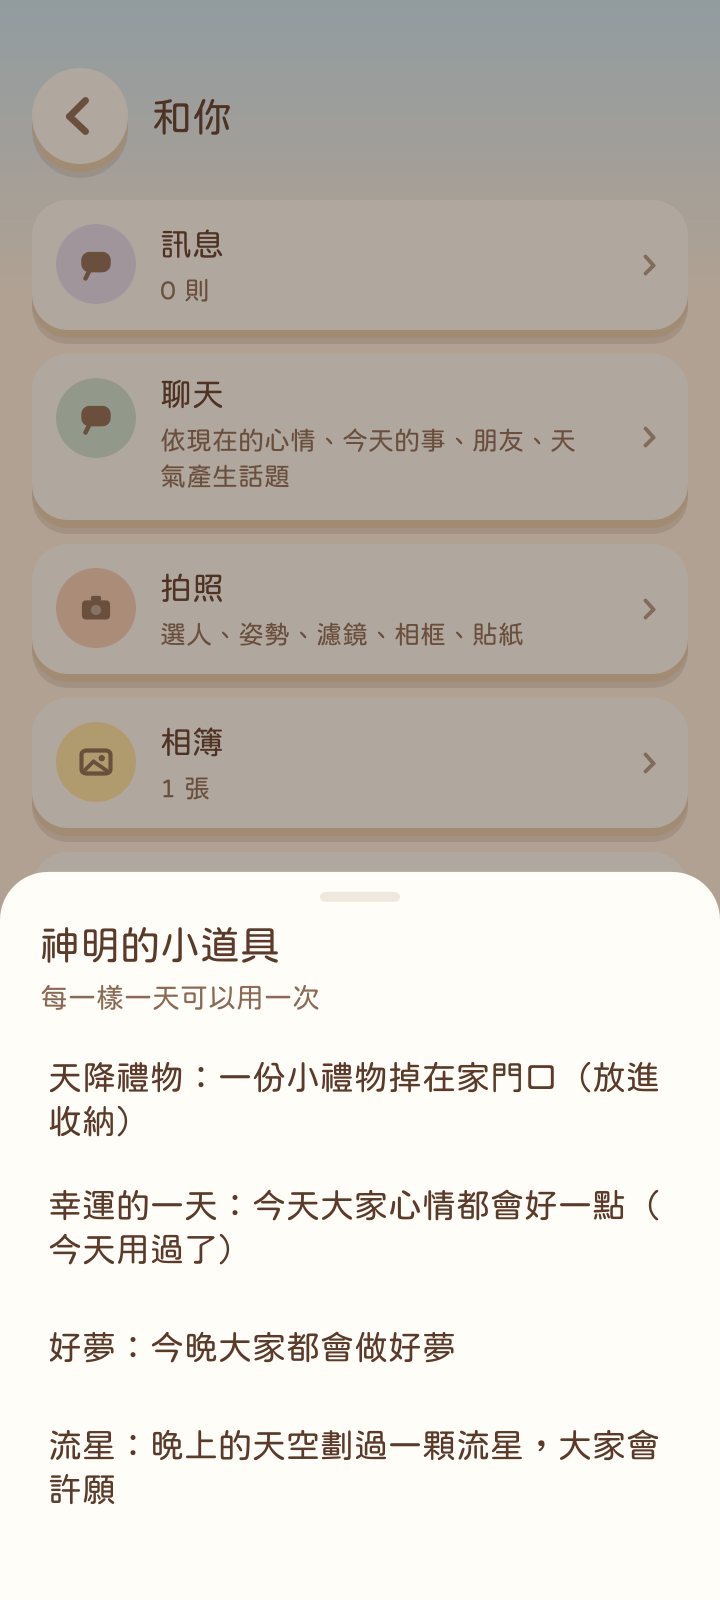 和你
訊息
0 則
聊天
依現在的心情、今天的事、朋友、天
氣產生話題
拍照
選人、姿勢、濾鏡、相框、貼紙
相簿
1 張
神明的小道具
每一樣一天可以用一次
天降禮物：一份小禮物掉在家門口（放進
收納）
幸運的一天：今天大家心情都會好一點（
今天用過了）
好夢：今晚大家都會做好夢
流星：晚上的天空劃過一顆流星，大家會
許願